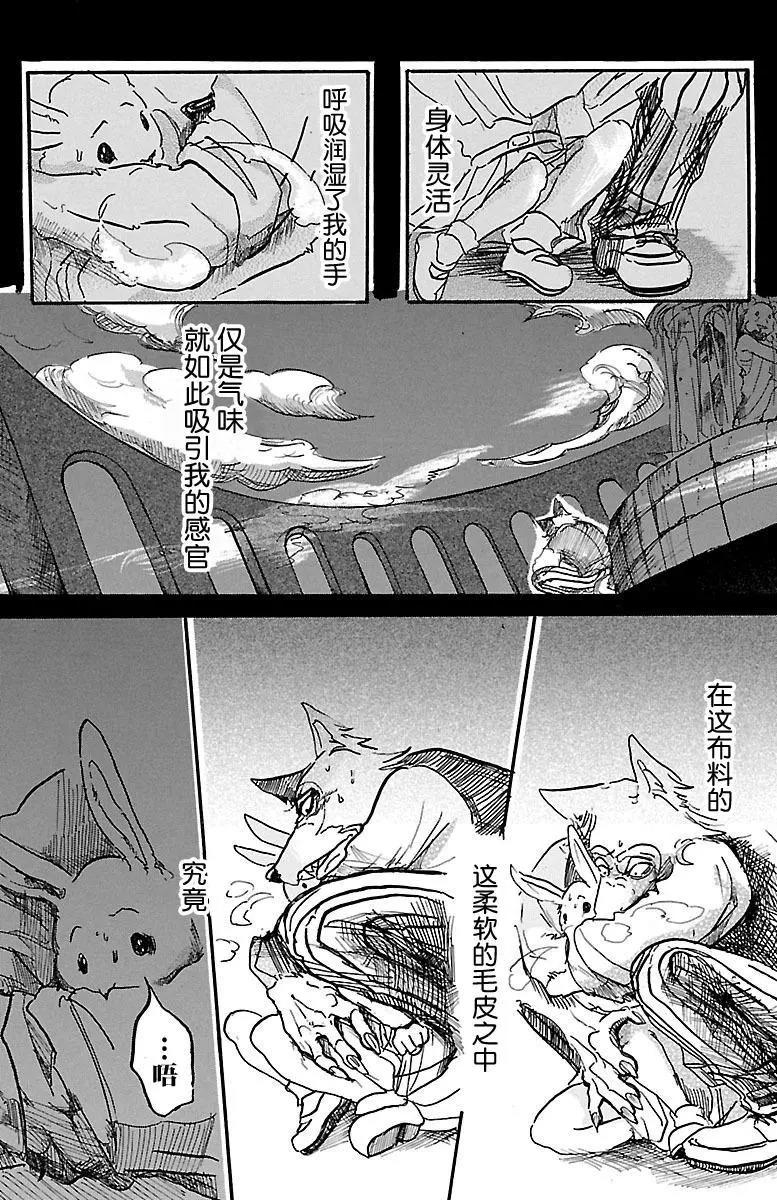 身体灵活
呼吸润湿了我的手
仅是气味
就如此吸引我的感官
在这布料的
这柔软的毛皮之中
究竟
…唔